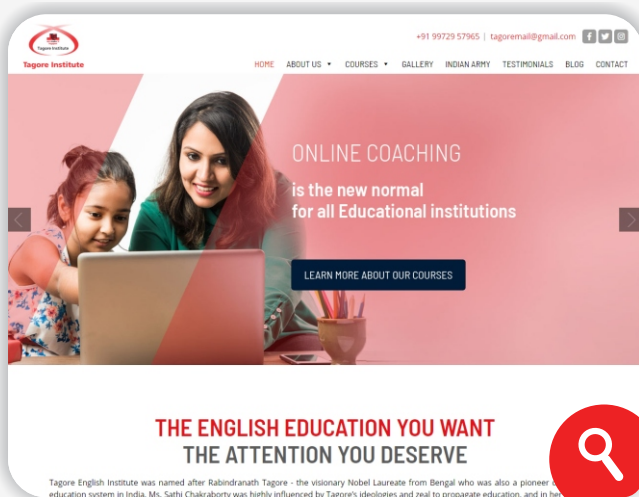 +91 99729 57965 | tagoremail@gmail.com
Tagore Institute
Tagore Institute
HOME ABOUT US COURSES GALLERY INDIAN ARMY TESTIMONIALS BLOG CONTACT
ONLINE COACHING
is the new normal
for all Educational institutions
LEARN MORE ABOUT OUR COURSES
THE ENGLISH EDUCATION YOU WANT
THE ATTENTION YOU DESERVE
Tagore English Institute was named after Rabindranath Tagore - the visionary Nobel Laureate from Bengal who was also a pioneer
education system in India. Ms. Sathi Chakraborty was highly influenced by Tagore's ideologies and zeal to propagate education, and in her